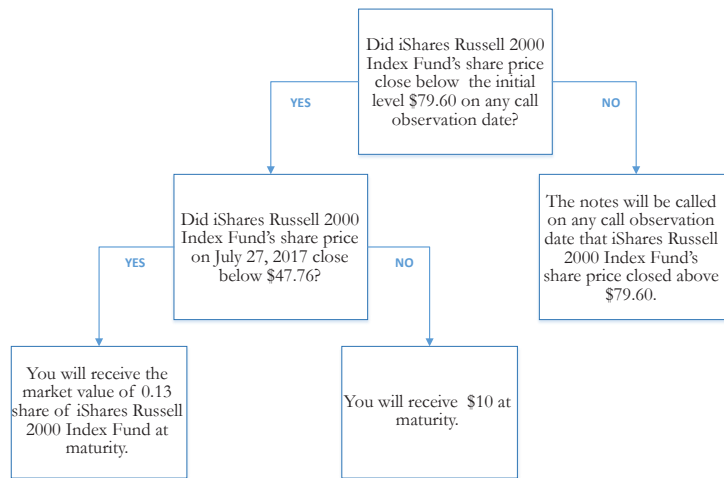 Did iShares Russell 2000
Index Fund's share price
close below the initial
level $79.60 on any call
observation date?
YES
NO
Did iShares Russell 2000
Index Fund's share price
on July 27, 2017 close
below $47.76?
The notes will be called
on any call observation
date that iShares Russell
2000 Index Fund's
share price closed above
$79.60.
YES
NO
You will receive the
market value of 0.13
share of iShares Russell
2000 Index Fund at
maturity.
You will receive $10 at
maturity.